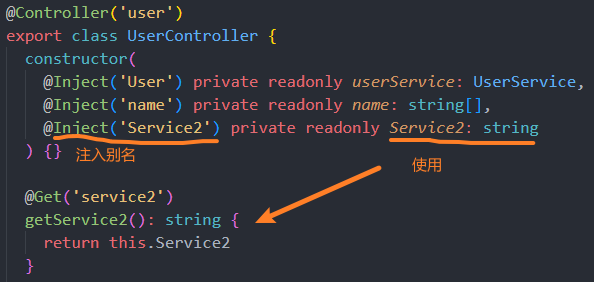 @Controller('user')
export class UserController {
constructor(
@Inject('User') private readonly userService: UserService,
@Inject('name') private readonly name: string[],
@Inject('Service2') private readonly Service2: string
) {} 注入别名 使用
@Get('service2')
getService2(): string {
return this.Service2
}